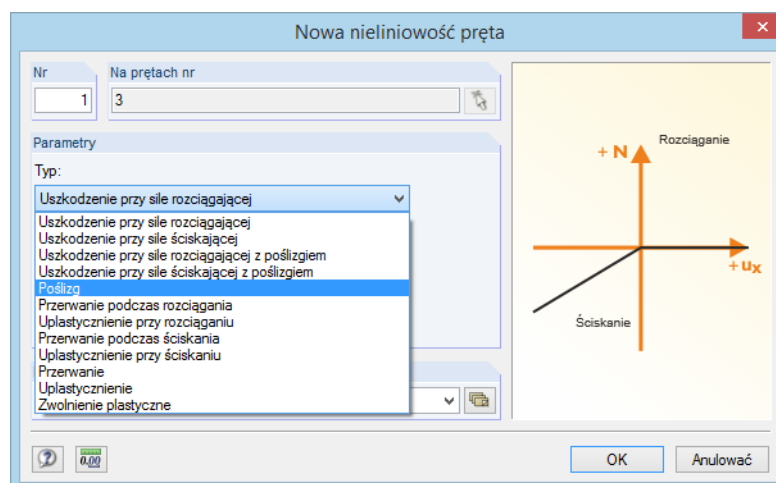 Nowa nieliniowość pręta
Nr
1
Na prętach nr
3
Parametry
Typ:
Uszkodzenie przy sile rozciągającej
Uszkodzenie przy sile rozciągającej
Uszkodzenie przy sile ściskającej
Uszkodzenie przy sile rozciągającej z poślizgiem
Uszkodzenie przy sile ściskającej z poślizgiem
Poślizg
Przerwanie podczas rozciągania
Uplastycznienie przy rozciąganiu
Przerwanie podczas ściskania
Uplastycznienie przy ściskaniu
Przerwanie
Uplastycznienie
Zwolnienie plastyczne
+ N
Rozciąganie
+ ux
Ściskanie
0.00
OK
Anulować